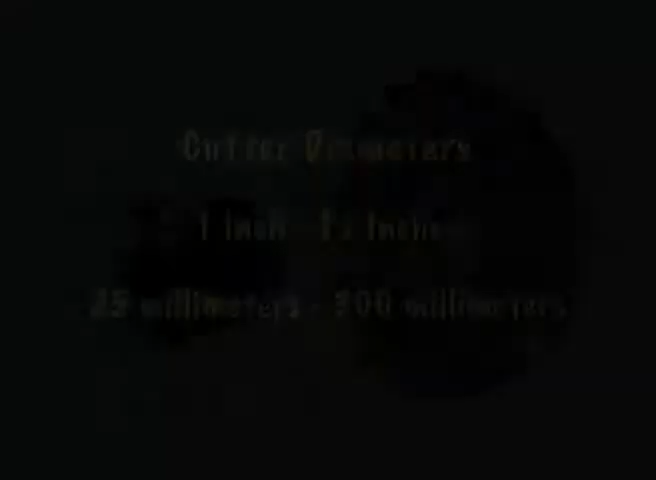 Cutter Diameters
1 Inch - 12 Inches
25 millimeters - 300 millimeters